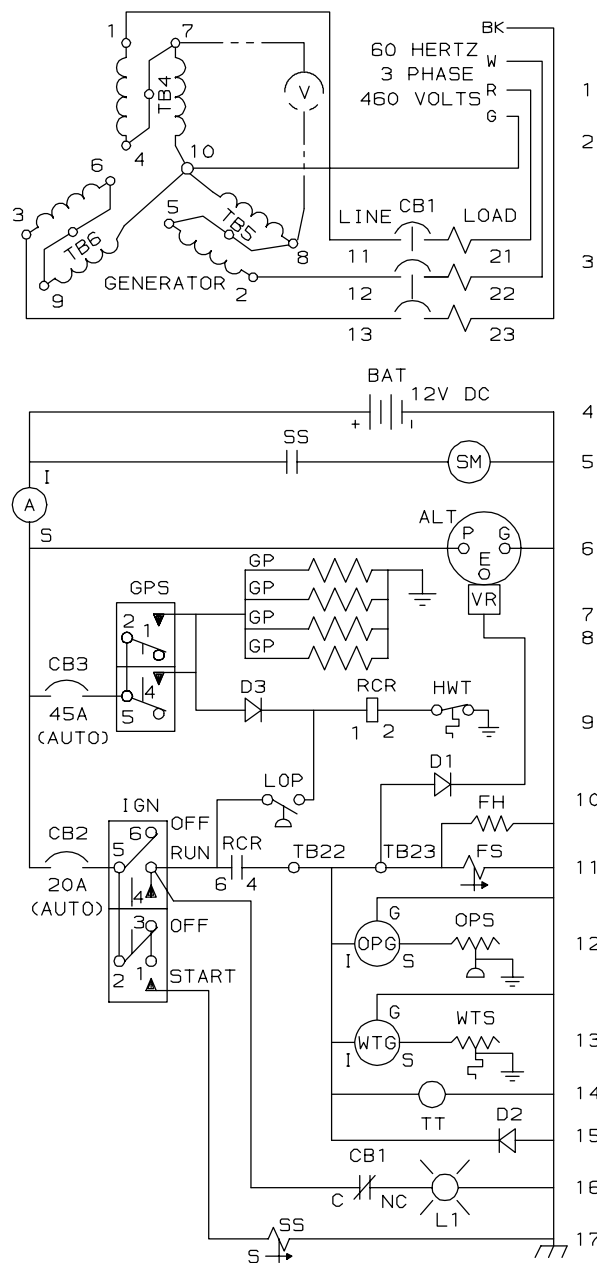 1 7 BK
60 HERTZ W
3 PHASE R 1
460 VOLTS G
TB4 V
4 10 2
6
3 5 TB5 LINE CB1 LOAD
TB6 8 11 21 3
9 GENERATOR 2 12 22
13 23
BAT
12V DC 4
+ -
SS
I SM 5
A
S ALT P G 6
E
GP
GPS GP VR
2 1 GP 7
GP 8
CB3 4 D3 RCR HWT
5
45A 1 2 9
(AUTO)
D1
LOP 10
IGN FH
CB2 6 OFF
5 RUN RCR TB22 TB23 FS 11
20A 4 6 4
(AUTO)
3 OFF G OPS
I OPG S 12
2 1 START
G WTS
I WTG S 13
TT 14
D2 15
CB1
C NC L1 16
S SS 17